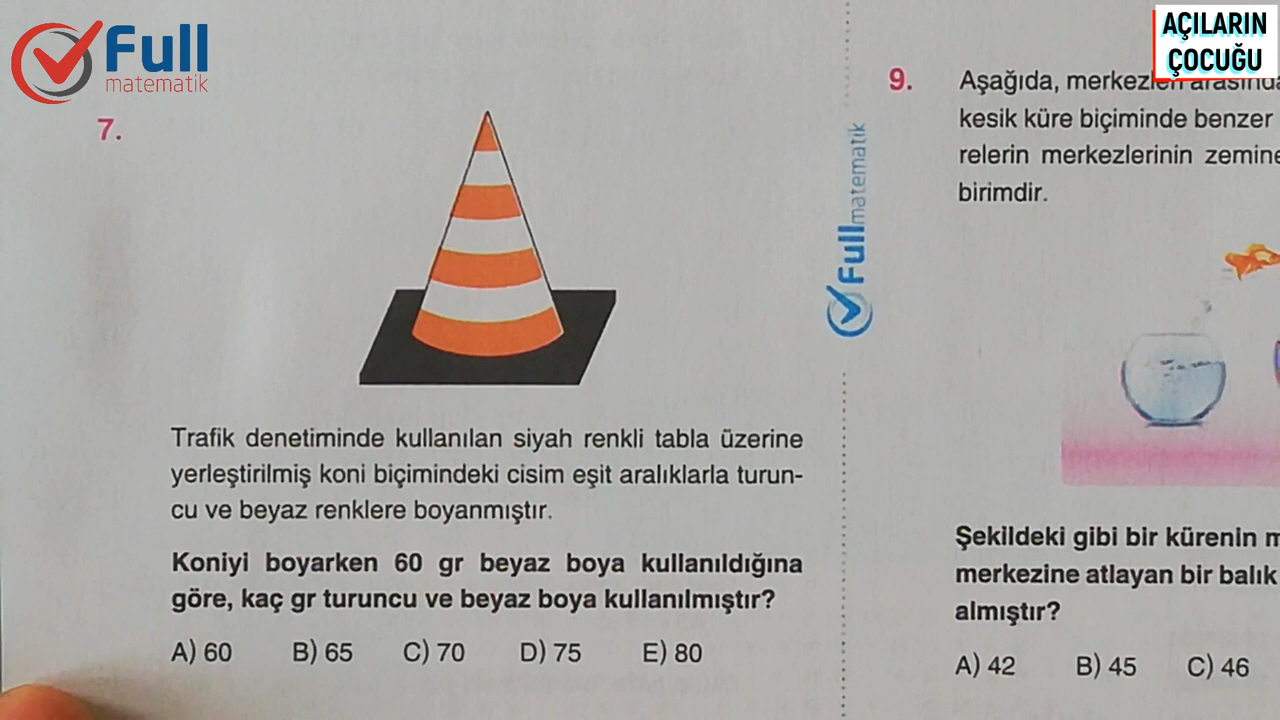 Full
matematik
AÇILARIN
ÇOCUĞU
7.
Trafik denetiminde kullanılan siyah renkli tabla üzerine
yerleştirilmiş koni biçimindeki cisim eşit aralıklarla turun-
cu ve beyaz renklere boyanmıştır.
Koniyi boyarken 60 gr beyaz boya kullanıldığına
göre, kaç gr turuncu ve beyaz boya kullanılmıştır?
A) 60 B) 65 C) 70 D) 75 E) 80
Fullmatematik
9.
Aşağıda, merkezleri arasında
kesik küre biçiminde benzer
relerin merkezlerinin zemine
birimdir.
Şekildeki gibi bir kürenin m
merkezine atlayan bir balık
almıştır?
A) 42 B) 45 C) 46